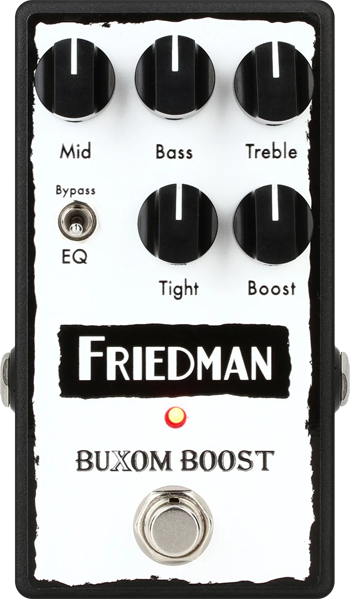 Mid Bass Treble
Bypass
EQ
Tight Boost
FRIEDMAN
BUXOM BOOST